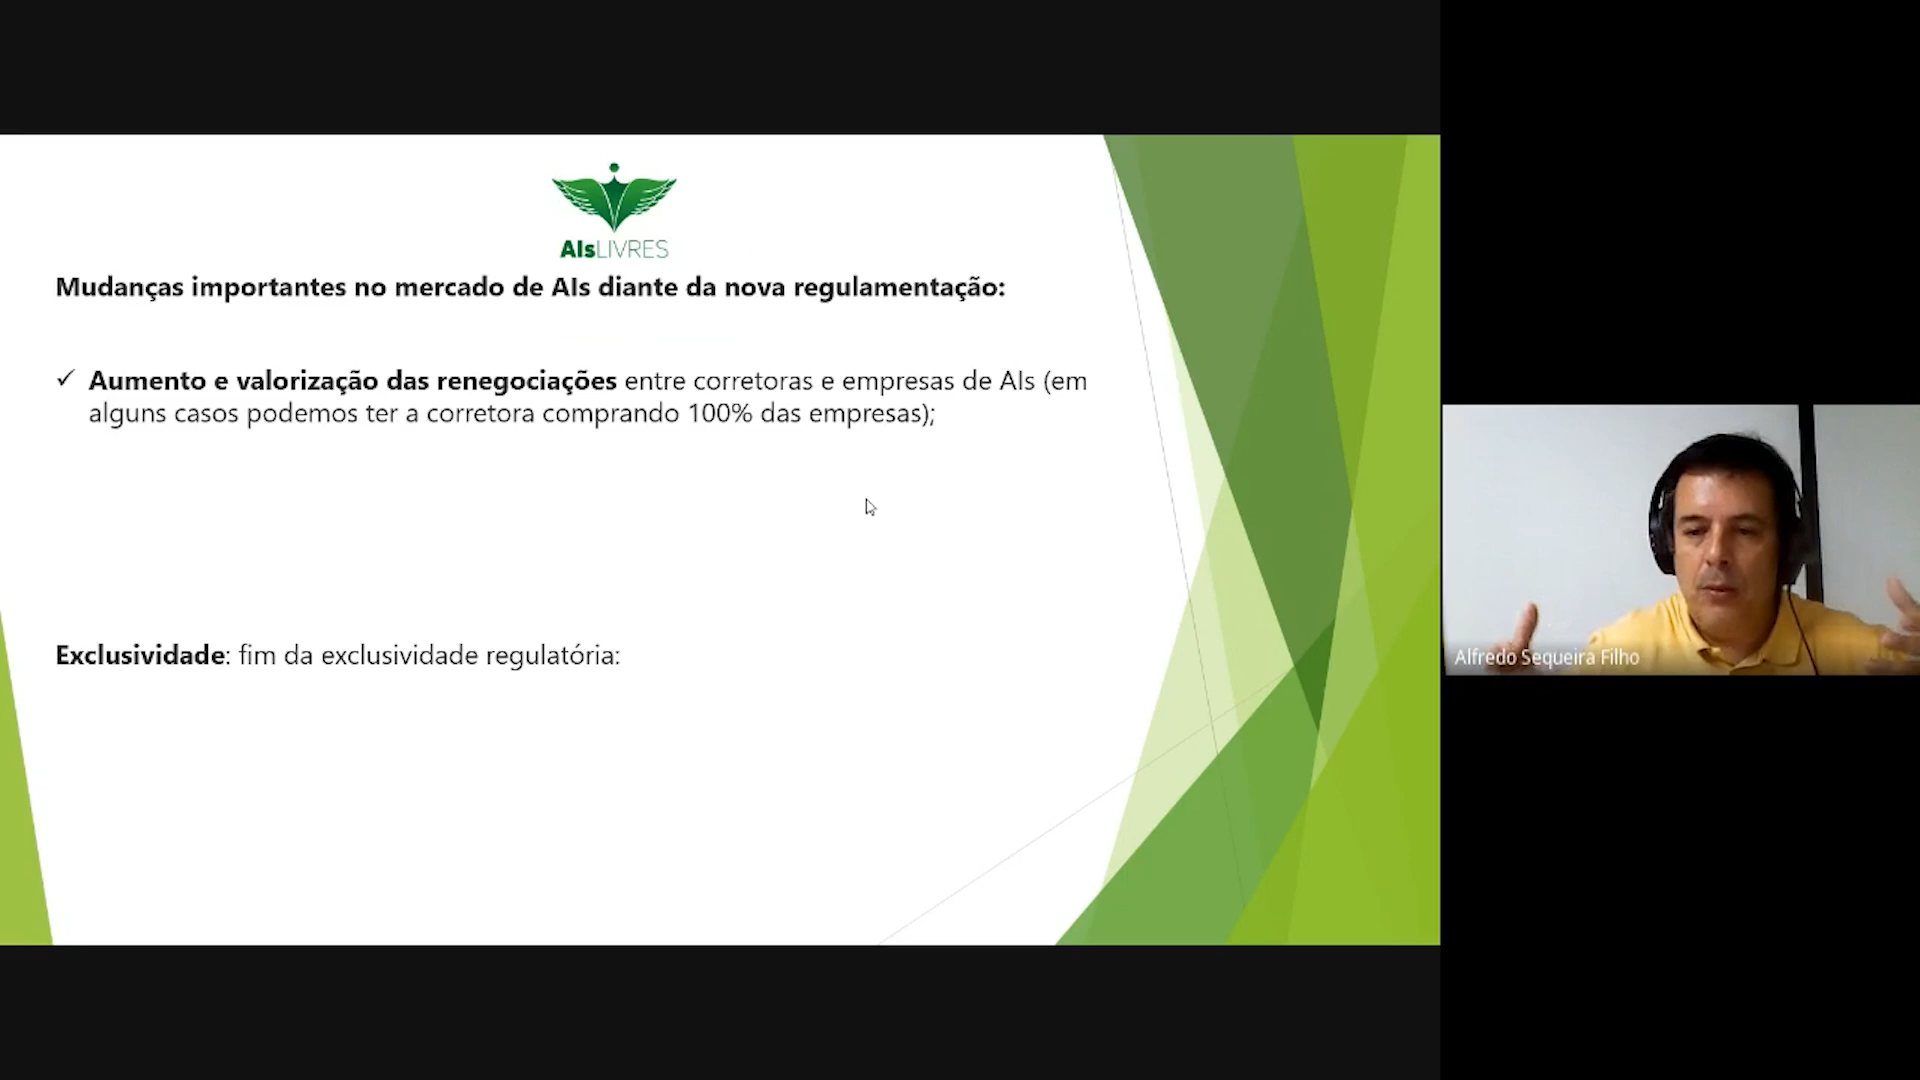 AIsLIVRES
Mudanças importantes no mercado de AIs diante da nova regulamentação:
✓ Aumento e valorização das renegociações entre corretoras e empresas de AIs (em
alguns casos podemos ter a corretora comprando 100% das empresas);
Exclusividade: fim da exclusividade regulatória:
Alfredo Sequeira Filho